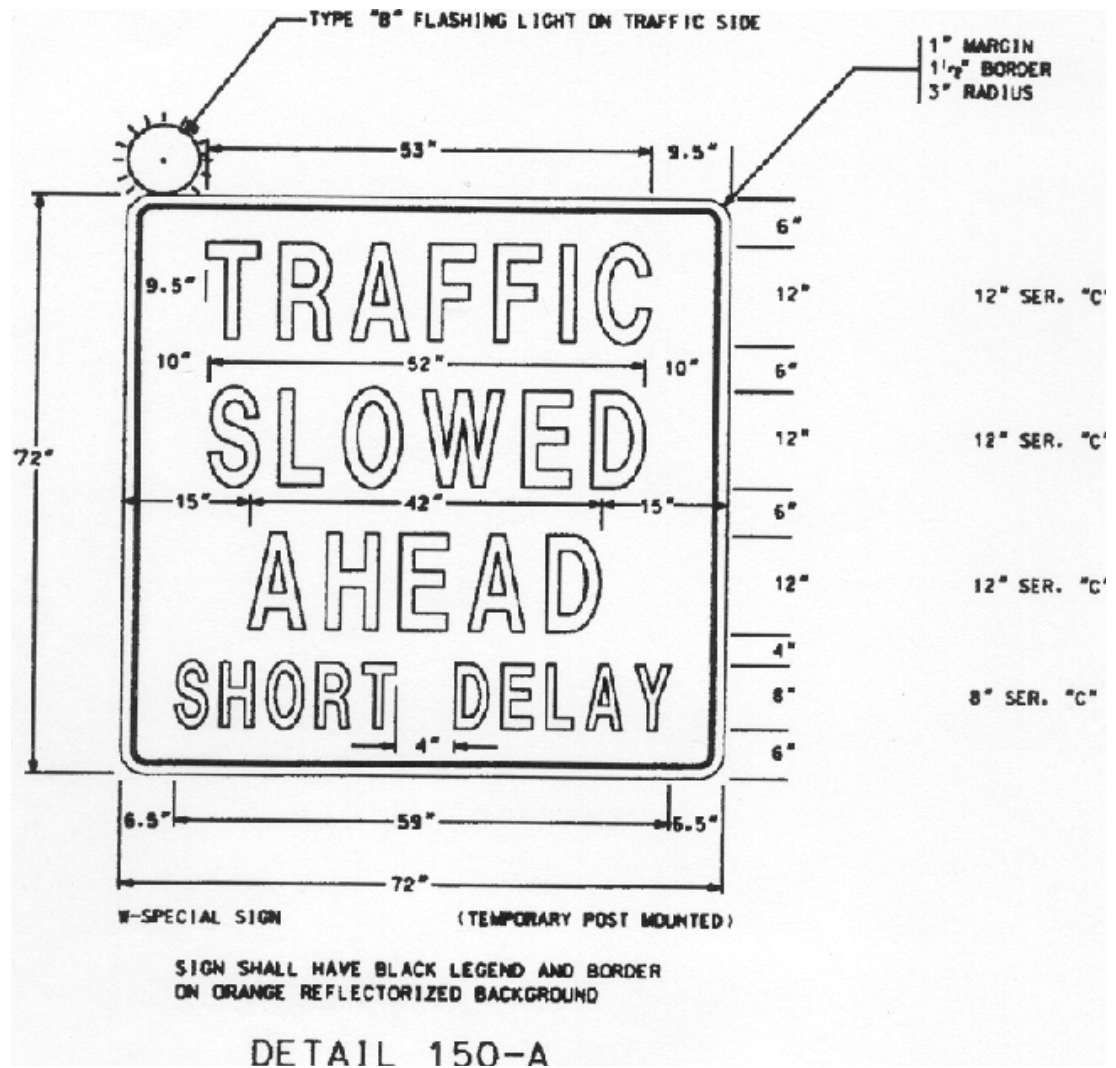 TYPE "B" FLASHING LIGHT ON TRAFFIC SIDE
1" MARGIN
1 1/2" BORDER
3" RADIUS
53" 9.5"
6"
9.5" TRAFFIC 12" 12" SER. "C"
10" 52" 10" 6"
SLOWED 12" 12" SER. "C"
72"
15" 42" 15" 6"
AHEAD 12" 12" SER. "C"
4"
SHORT DELAY 8" 8" SER. "C"
4" 6"
6.5" 59" 6.5"
72"
W-SPECIAL SIGN (TEMPORARY POST MOUNTED)
SIGN SHALL HAVE BLACK LEGEND AND BORDER
ON ORANGE REFLECTORIZED BACKGROUND
DETAIL 150-A